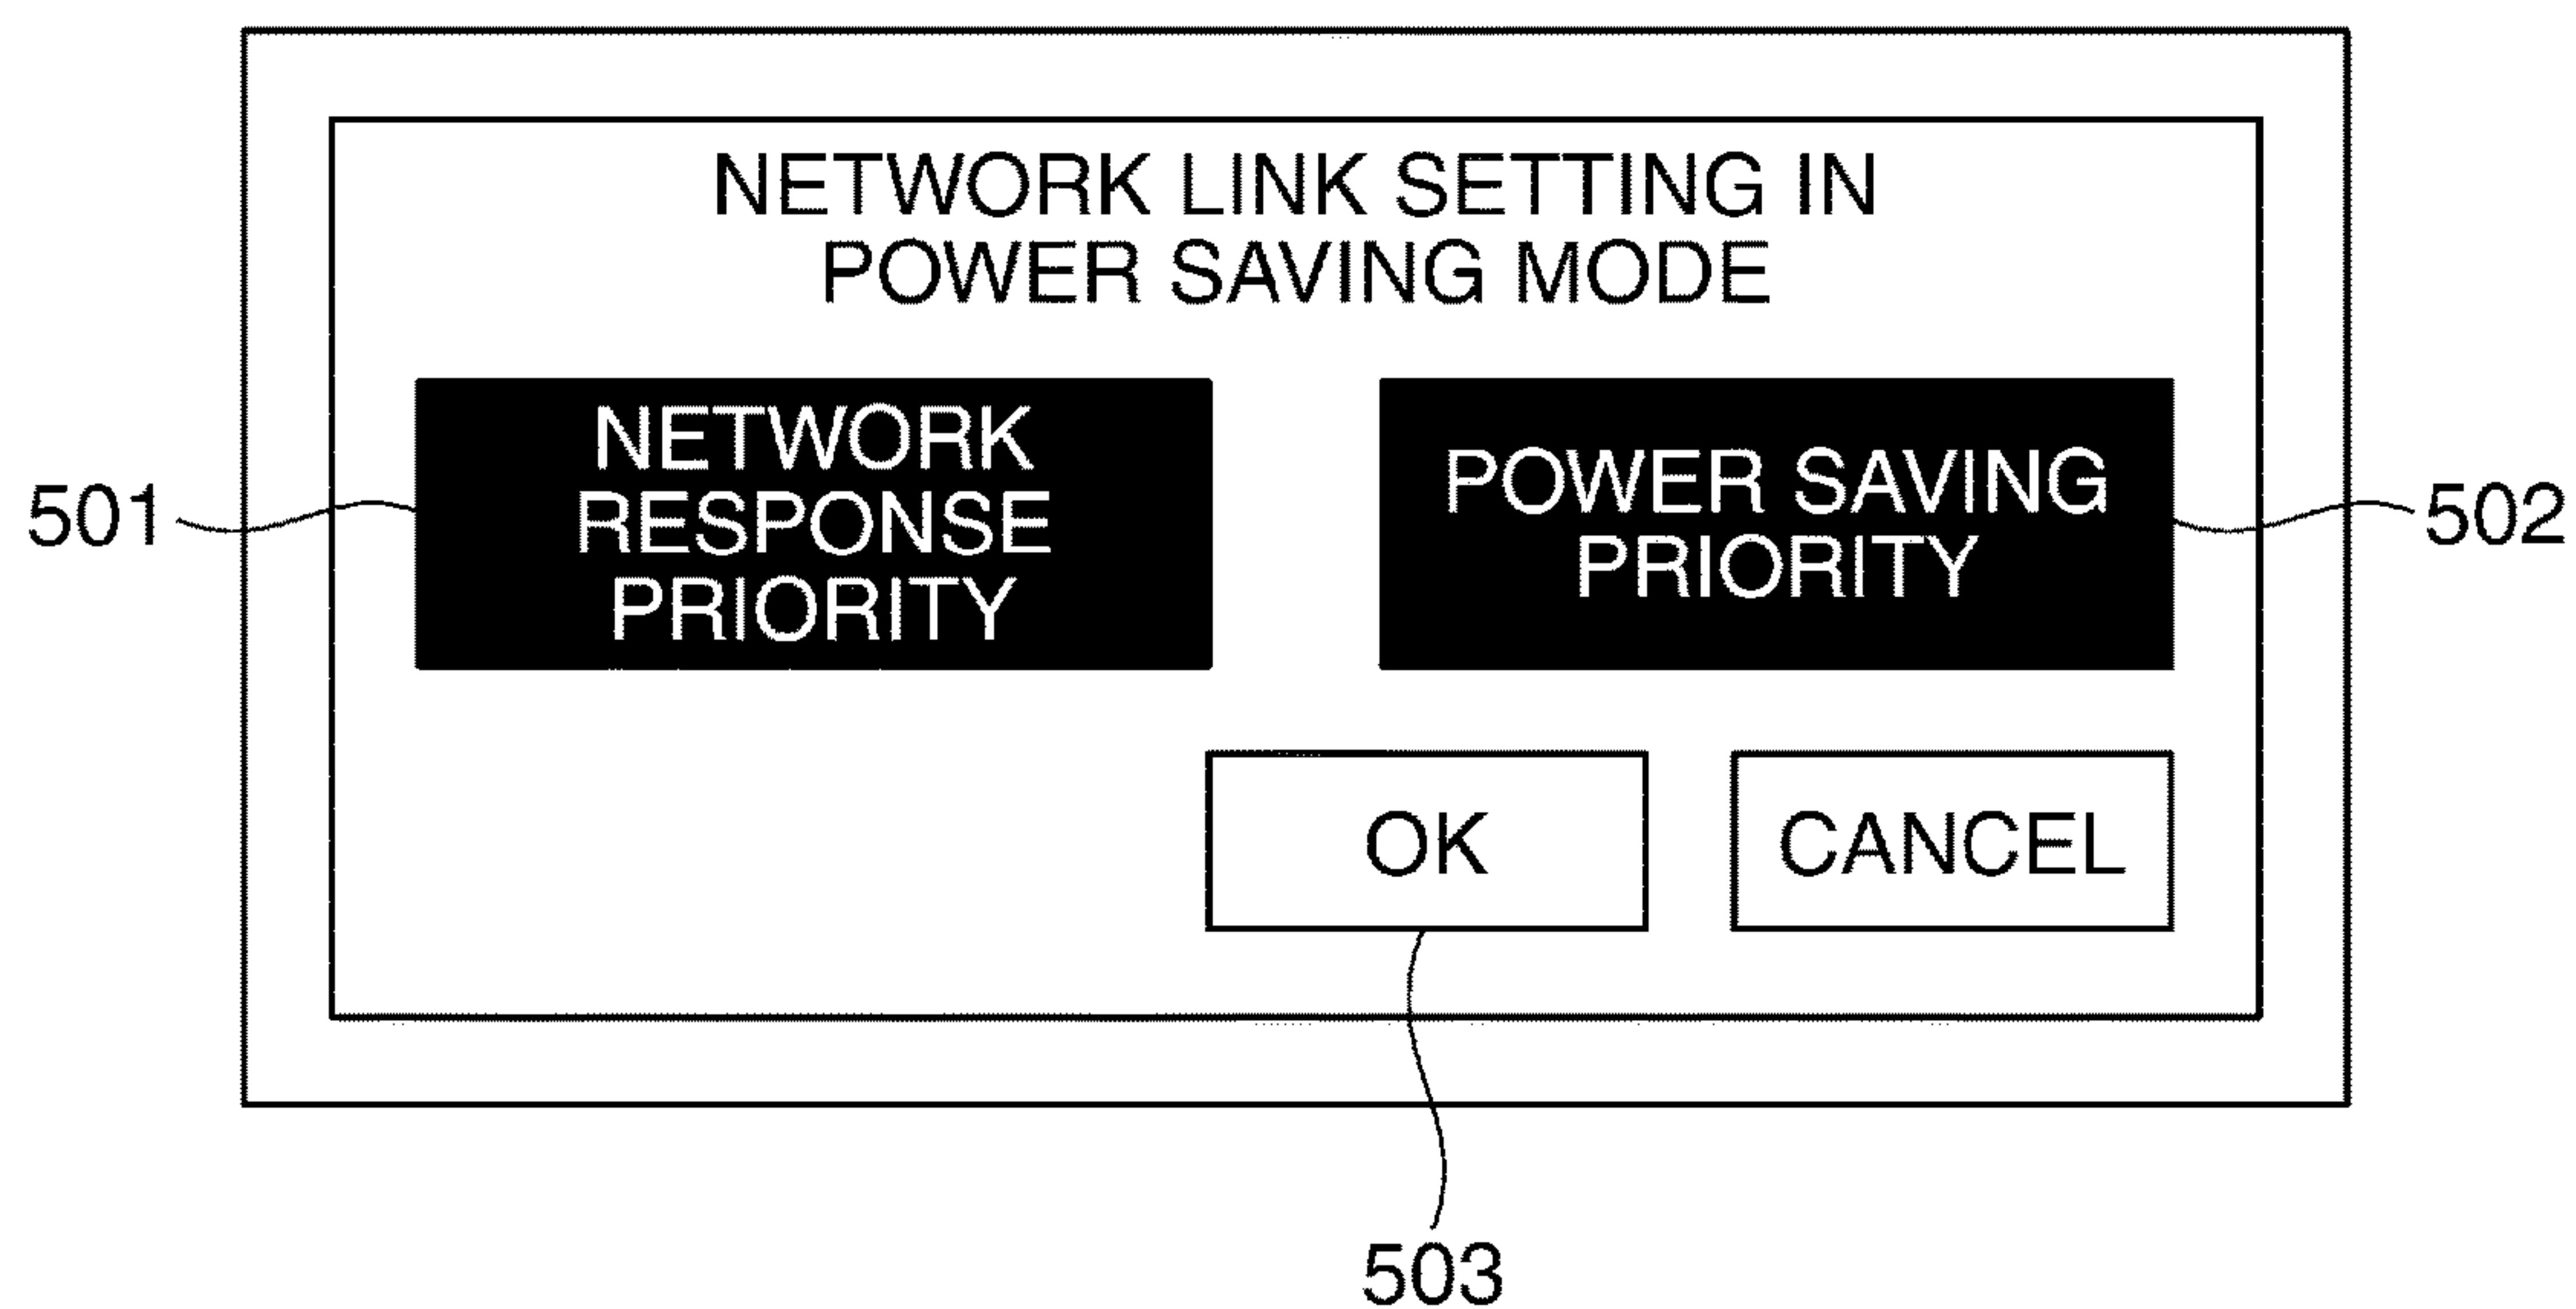 NETWORK LINK SETTING IN
POWER SAVING MODE
NETWORK
RESPONSE
PRIORITY
POWER SAVING
PRIORITY
501
502
OK
CANCEL
503